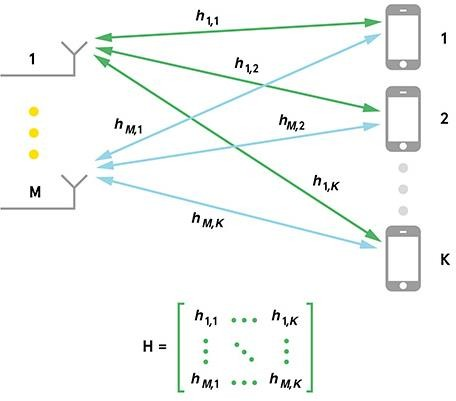 h1,1
1
1
h1,2
2
hM,1
hM,2
M
h1,K
hM,K
K
H =
h1,1 ••• h1,K
hM,1 ••• hM,K